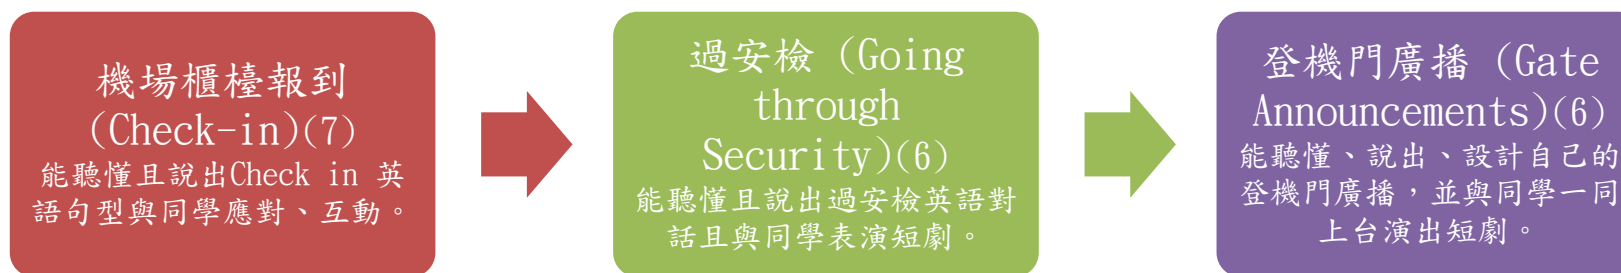 機場櫃檯報到
(Check-in)(7)
能聽懂且說出Check in 英
語句型與同學應對、互動。
過安檢 (Going
through
Security)(6)
能聽懂且說出過安檢英語對
話且與同學表演短劇。
登機門廣播 (Gate
Announcements)(6)
能聽懂、說出、設計自己的
登機門廣播，並與同學一同
上台演出短劇。